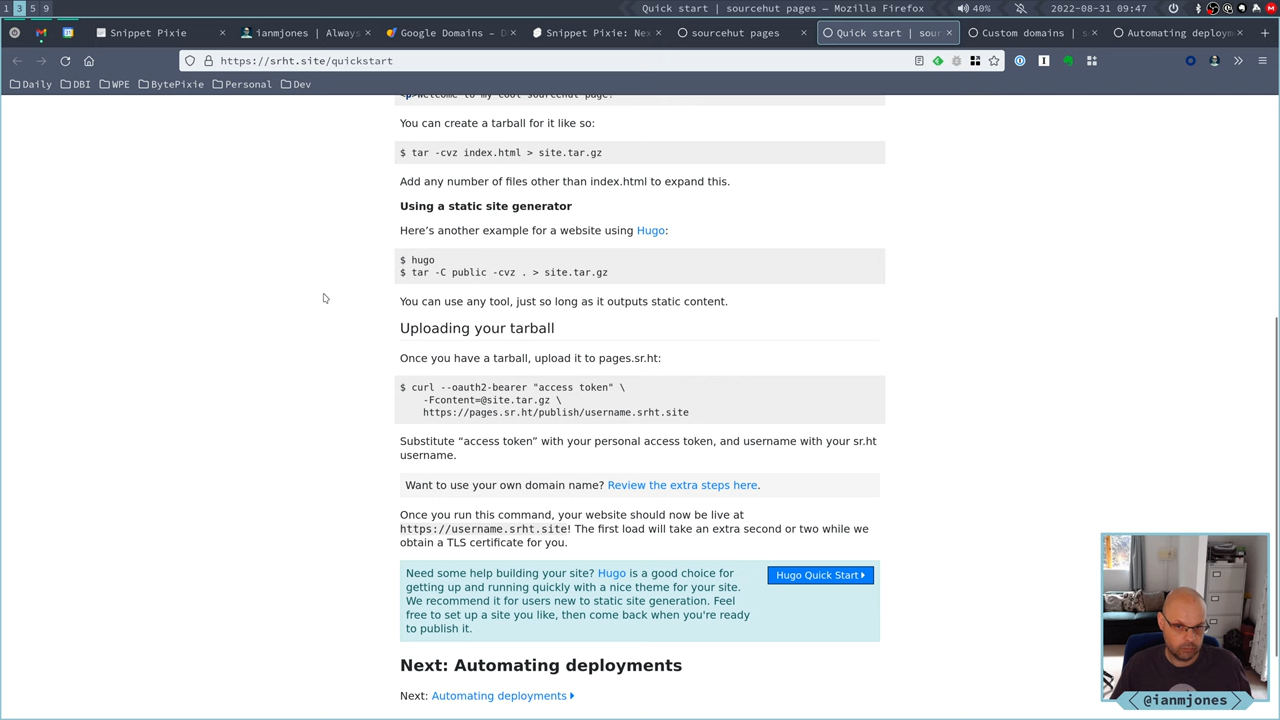 1 3 5 9
Quick start | sourcehut pages — Mozilla Firefox
40%
2022-08-31 09:47
Snippet Pixie
ianmjones | Always
Google Domains – D
Snippet Pixie: Nex
sourcehut pages
Quick start | sour
Custom domains | s
Automating deploym
https://srht.site/quickstart
Daily
DBI
WPE
BytePixie
Personal
Dev
<p>Welcome to my cool sourcehut page!
You can create a tarball for it like so:
$ tar -cvz index.html > site.tar.gz
Add any number of files other than index.html to expand this.
Using a static site generator
Here’s another example for a website using Hugo:
$ hugo
$ tar -C public -cvz . > site.tar.gz
You can use any tool, just so long as it outputs static content.
Uploading your tarball
Once you have a tarball, upload it to pages.sr.ht:
$ curl --oauth2-bearer "access token" \
-Fcontent=@site.tar.gz \
https://pages.sr.ht/publish/username.srht.site
Substitute “access token” with your personal access token, and username with your sr.ht
username.
Want to use your own domain name? Review the extra steps here.
Once you run this command, your website should now be live at
https://username.srht.site! The first load will take an extra second or two while we
obtain a TLS certificate for you.
Need some help building your site? Hugo is a good choice for
getting up and running quickly with a nice theme for your site.
We recommend it for users new to static site generation. Feel
free to set up a site you like, then come back when you're ready
to publish it.
Hugo Quick Start
Next: Automating deployments
Next: Automating deployments
@ianmjones